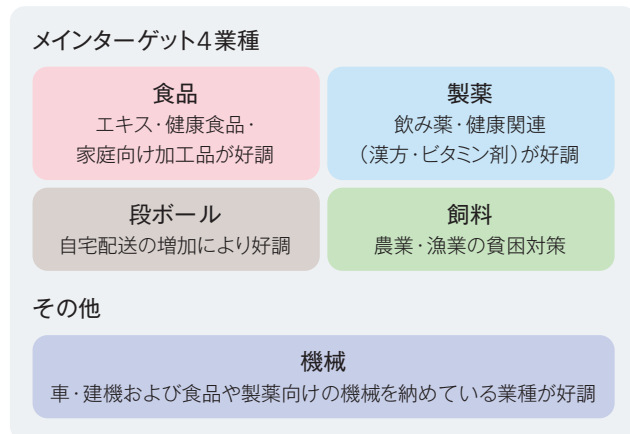 メインターゲット4業種
食品
エキス・健康食品・
家庭向け加工品が好調
製薬
飲み薬・健康関連
（漢方・ビタミン剤）が好調
段ボール
自宅配送の増加により好調
飼料
農業・漁業の貧困対策
その他
機械
車・建機および食品や製薬向けの機械を納めている業種が好調